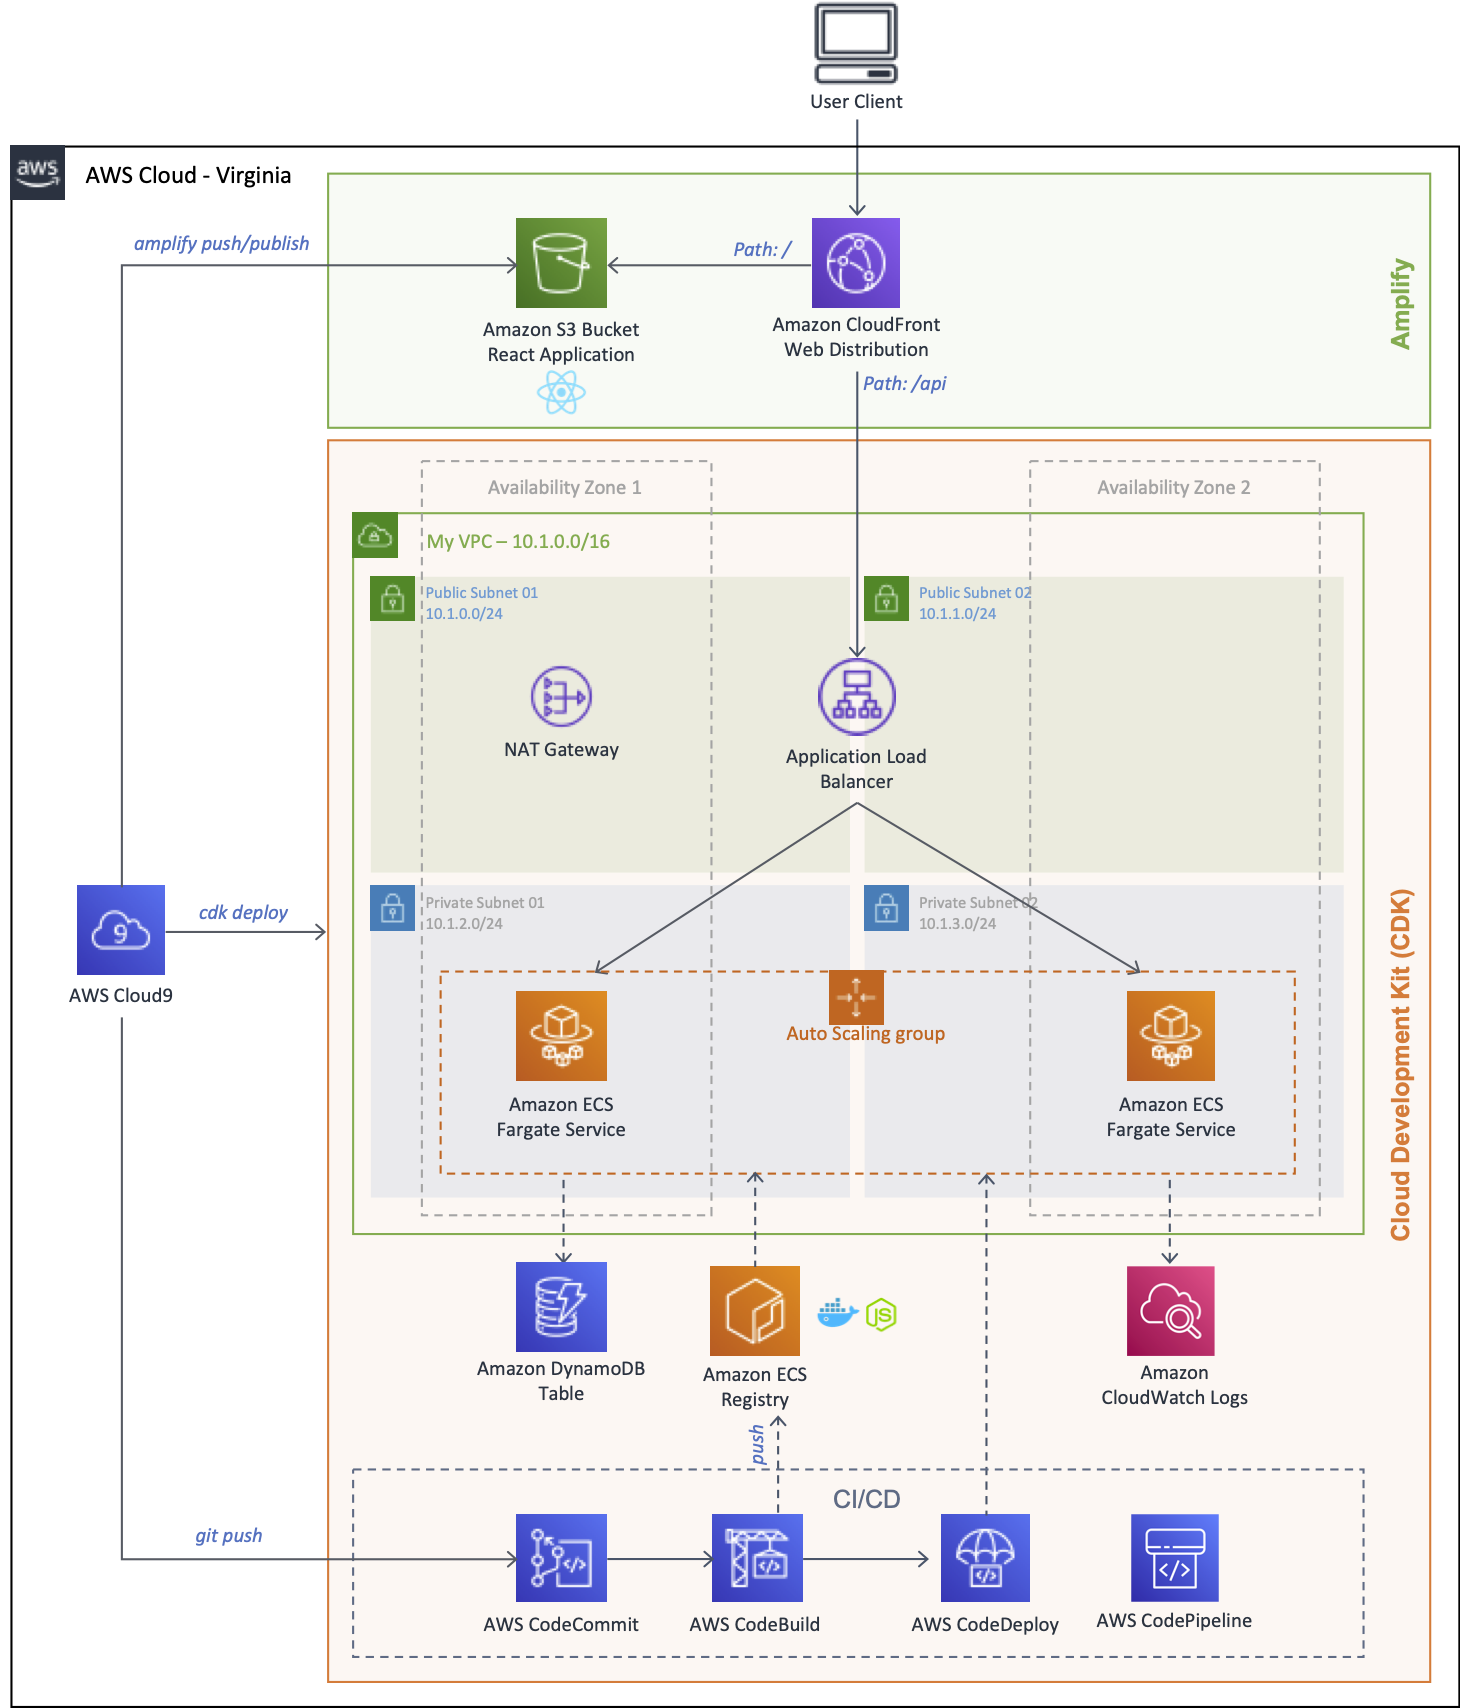 User Client
aws
AWS Cloud - Virginia
amplify push/publish
Path: /
Amazon S3 Bucket
React Application
Amazon CloudFront
Web Distribution
Amplify
Path: /api
Availability Zone 1
Availability Zone 2
My VPC – 10.1.0.0/16
Public Subnet 01
10.1.0.0/24
Public Subnet 02
10.1.1.0/24
NAT Gateway
Application Load
Balancer
Private Subnet 01
10.1.2.0/24
Private Subnet 02
10.1.3.0/24
9
AWS Cloud9
cdk deploy
Auto Scaling group
Amazon ECS
Fargate Service
Amazon ECS
Fargate Service
Cloud Development Kit (CDK)
Amazon DynamoDB
Table
Amazon ECS
Registry
JS
Amazon
CloudWatch Logs
push
CI/CD
git push
</>
</>
</>
</>
AWS CodeCommit
AWS CodeBuild
AWS CodeDeploy
AWS CodePipeline